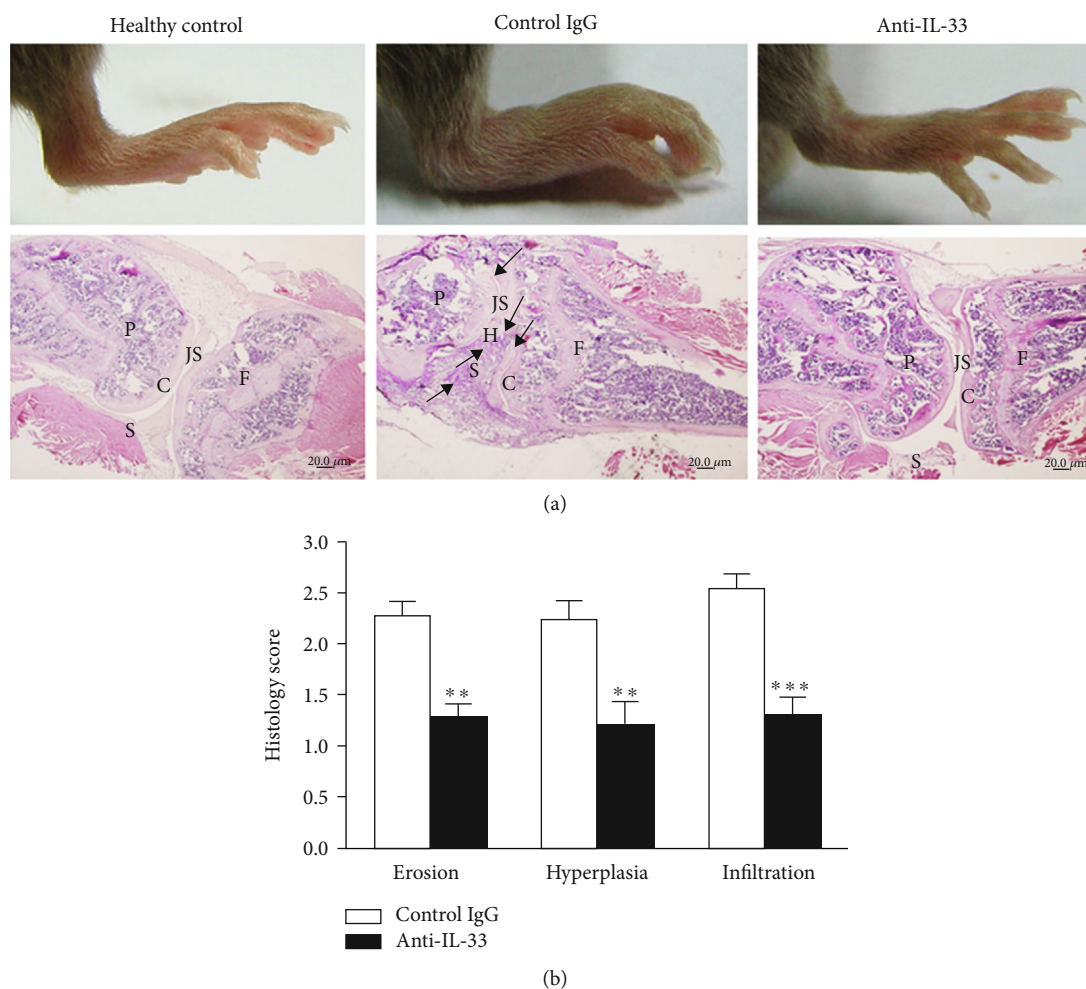 Healthy control
Control IgG
Anti-IL-33
P
JS
C
F
S
20.0 μm
P
JS
H
S
C
F
20.0 μm
P
JS
F
C
S
20.0 μm
(a)
3.0
2.5
2.0
1.5
1.0
0.5
0.0
Histology score
**
**
***
Erosion
Hyperplasia
Infiltration
Control IgG
Anti-IL-33
(b)